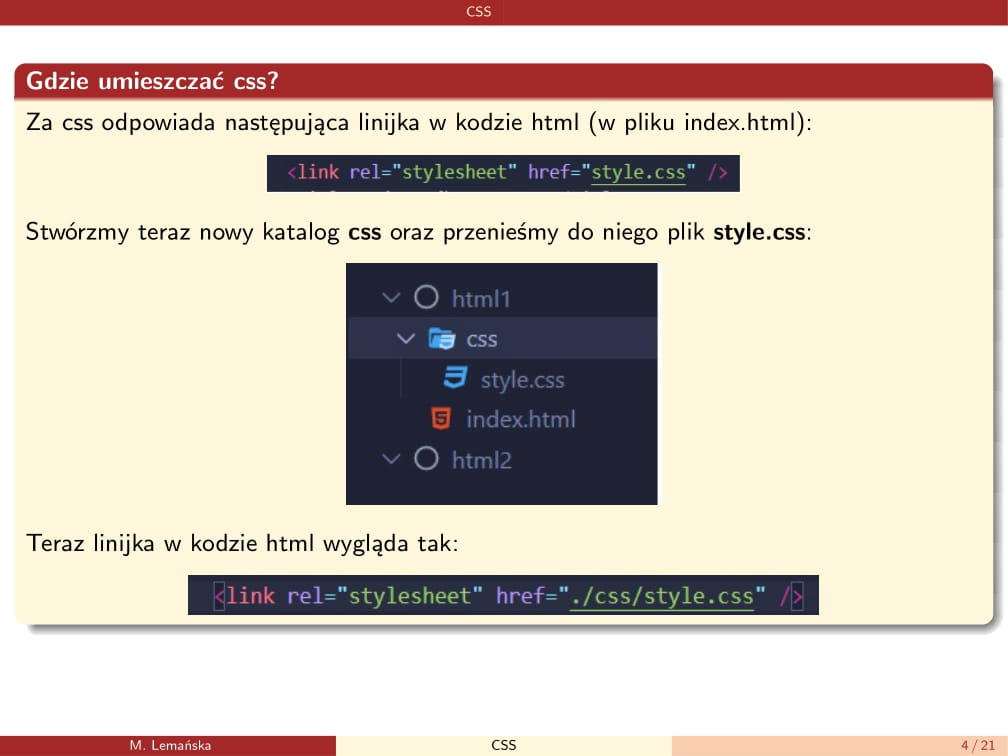 CSS
Gdzie umieszczać css?
Za css odpowiada następująca linijka w kodzie html (w pliku index.html):
<link rel="stylesheet" href="style.css" />
Stwórzmy teraz nowy katalog css oraz przenieśmy do niego plik style.css:
html1
css
style.css
index.html
html2
Teraz linijka w kodzie html wygląda tak:
<link rel="stylesheet" href="./css/style.css" />
M. Lemańska
CSS
4 / 21